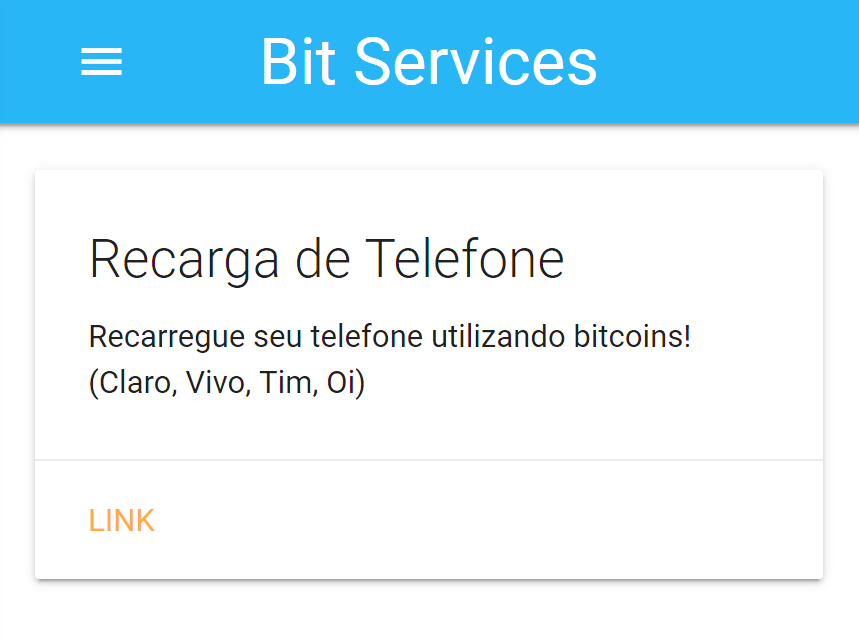 Bit Services
Recarga de Telefone
Recarregue seu telefone utilizando bitcoins!
(Claro, Vivo, Tim, Oi)
LINK